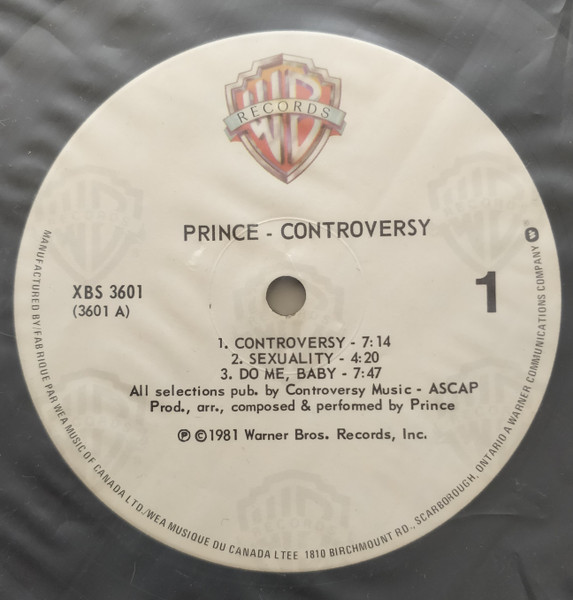 WB
RECORDS
PRINCE - CONTROVERSY
XBS 3601
(3601 A)
1
1. CONTROVERSY - 7:14
2. SEXUALITY - 4:20
3. DO ME, BABY - 7:47
All selections pub. by Controversy Music - ASCAP
Prod., arr., composed & performed by Prince
Ⓟ ©1981 Warner Bros. Records, Inc.
MANUFACTURED BY/FABRIQUE PAR WEA MUSIC OF CANADA LTD./WEA MUSIQUE DU CANADA LTEE 1810 BIRCHMOUNT RD., SCARBOROUGH, ONTARIO A WARNER COMMUNICATIONS COMPANY